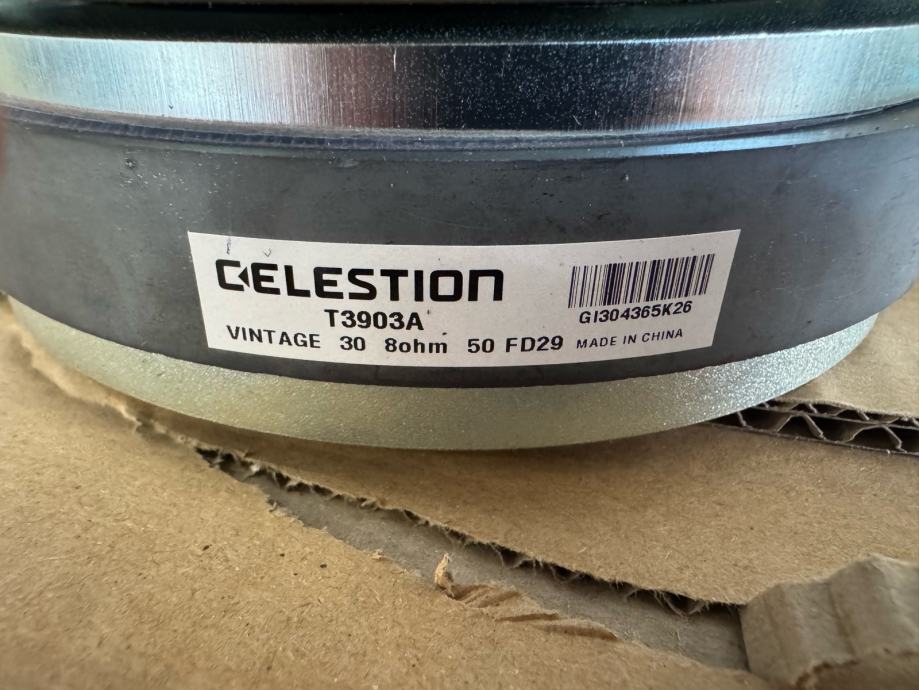 CELESTION
T3903A
GI304365K26
VINTAGE 30 8ohm 50 FD29 MADE IN CHINA